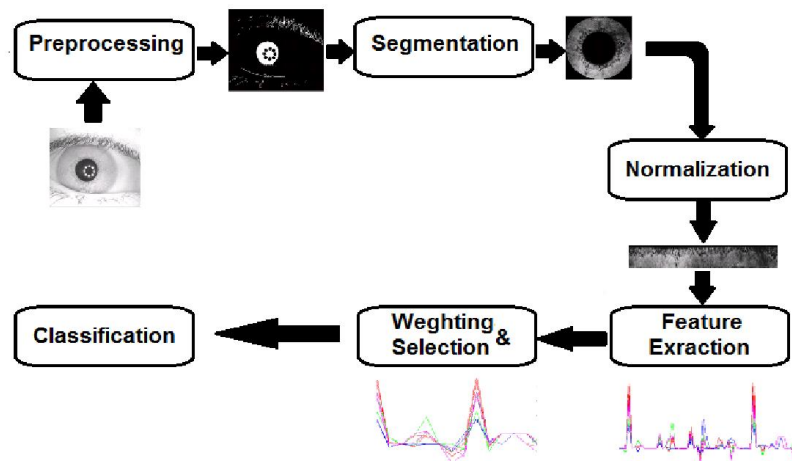 Preprocessing
Segmentation
Normalization
Feature
Exraction
Weghting
Selection &
Classification